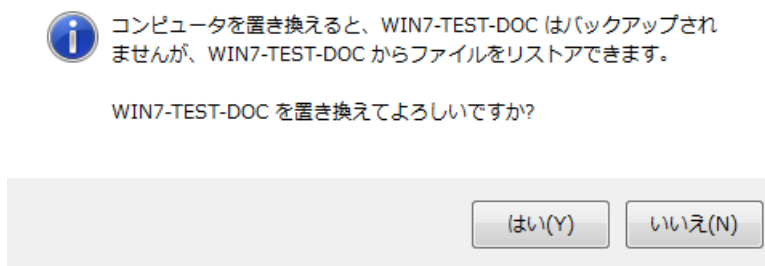 コンピュータを置き換えると、WIN7-TEST-DOC はバックアップされ
ませんが、WIN7-TEST-DOC からファイルをリストアできます。
WIN7-TEST-DOC を置き換えてよろしいですか?
はい(Y)
いいえ(N)